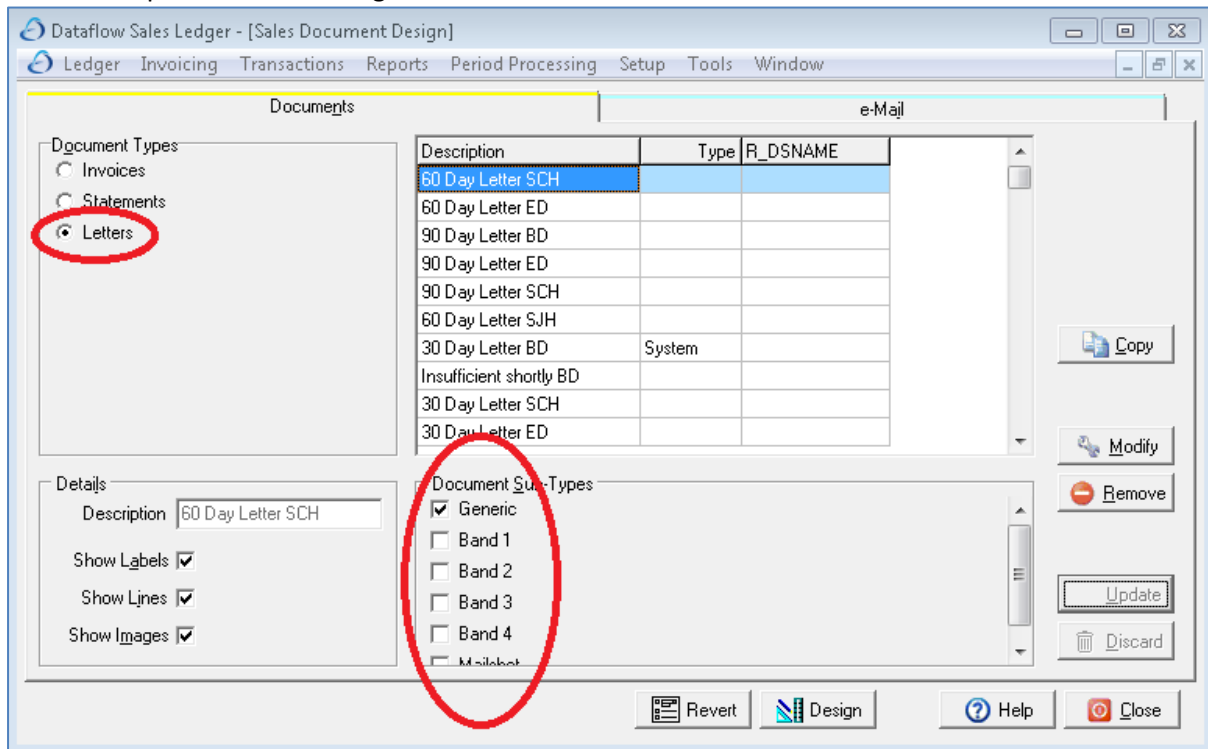 Dataflow Sales Ledger - [Sales Document Design]
Ledger Invoicing Transactions Reports Period Processing Setup Tools Window
Documents e-Mail
Document Types
Invoices
Statements
Letters
Description Type R_DSNAME
60 Day Letter SCH
60 Day Letter ED
90 Day Letter BD
90 Day Letter ED
90 Day Letter SCH
60 Day Letter SJH
30 Day Letter BD System
Insufficient shortly BD
30 Day Letter SCH
30 Day Letter ED
Copy
Modify
Remove
Details
Description 60 Day Letter SCH
Show Labels
Show Lines
Show Images
Document Sub-Types
Generic
Band 1
Band 2
Band 3
Band 4
Mailshot
Update
Discard
Revert Design Help Close